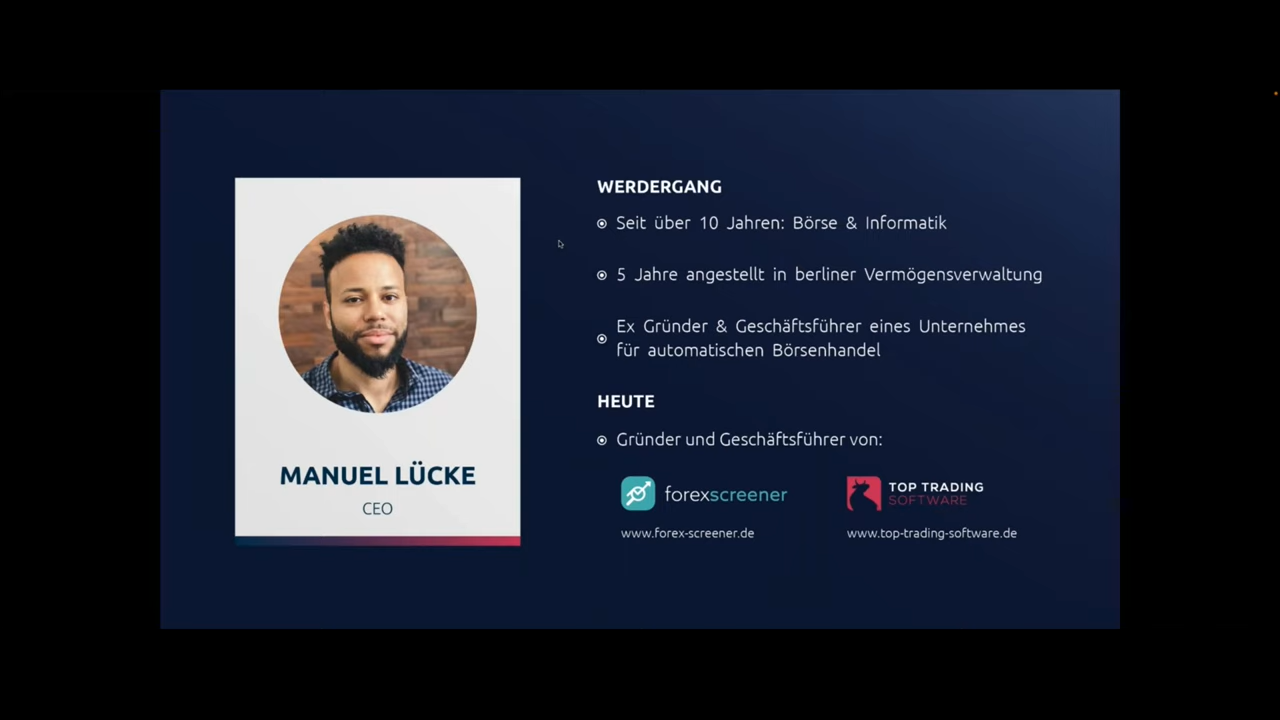 MANUEL LÜCKE
CEO
WERDERGANG
Seit über 10 Jahren: Börse & Informatik
5 Jahre angestellt in berliner Vermögensverwaltung
Ex Gründer & Geschäftsführer eines Unternehmes
für automatischen Börsenhandel
HEUTE
Gründer und Geschäftsführer von:
forexscreener
www.forex-screener.de
TOP TRADING
SOFTWARE
www.top-trading-software.de